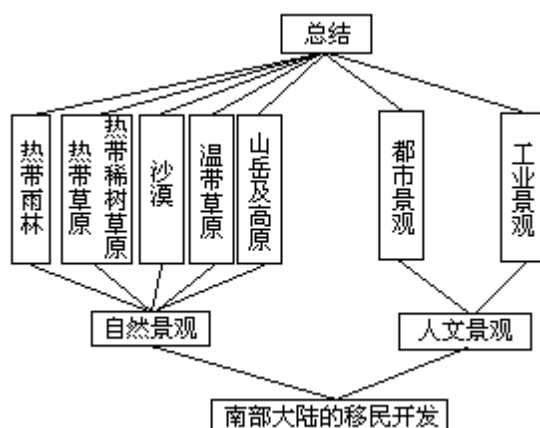 总结
热带雨林
热带草原
热带稀树草原
沙漠
温带草原
山岳及高原
都市景观
工业景观
自然景观
人文景观
南部大陆的移民开发